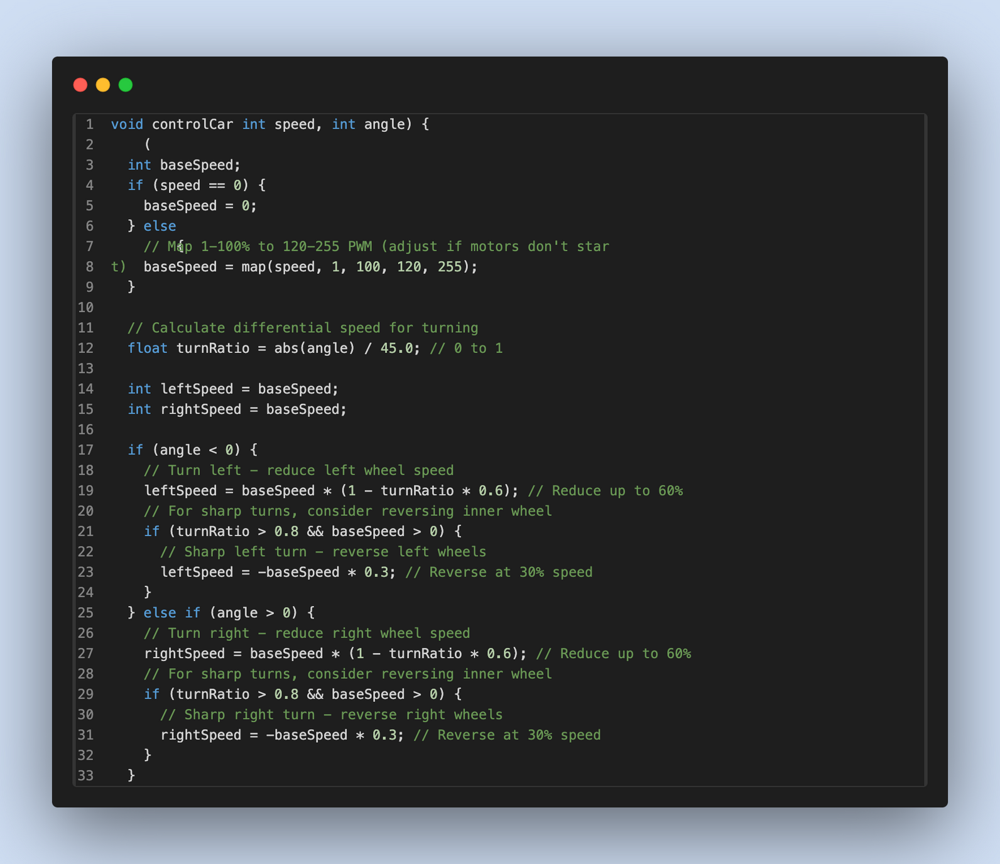 1 void controlCar int speed, int angle) {
2 (
3 int baseSpeed;
4 if (speed == 0) {
5 baseSpeed = 0;
6 } else
7 // Map 1-100% to 120-255 PWM (adjust if motors don't star
{
8 t) baseSpeed = map(speed, 1, 100, 120, 255);
9 }
10
11 // Calculate differential speed for turning
12 float turnRatio = abs(angle) / 45.0; // 0 to 1
13
14 int leftSpeed = baseSpeed;
15 int rightSpeed = baseSpeed;
16
17 if (angle < 0) {
18 // Turn left - reduce left wheel speed
19 leftSpeed = baseSpeed * (1 - turnRatio * 0.6); // Reduce up to 60%
20 // For sharp turns, consider reversing inner wheel
21 if (turnRatio > 0.8 && baseSpeed > 0) {
22 // Sharp left turn - reverse left wheels
23 leftSpeed = -baseSpeed * 0.3; // Reverse at 30% speed
24 }
25 } else if (angle > 0) {
26 // Turn right - reduce right wheel speed
27 rightSpeed = baseSpeed * (1 - turnRatio * 0.6); // Reduce up to 60%
28 // For sharp turns, consider reversing inner wheel
29 if (turnRatio > 0.8 && baseSpeed > 0) {
30 // Sharp right turn - reverse right wheels
31 rightSpeed = -baseSpeed * 0.3; // Reverse at 30% speed
32 }
33 }